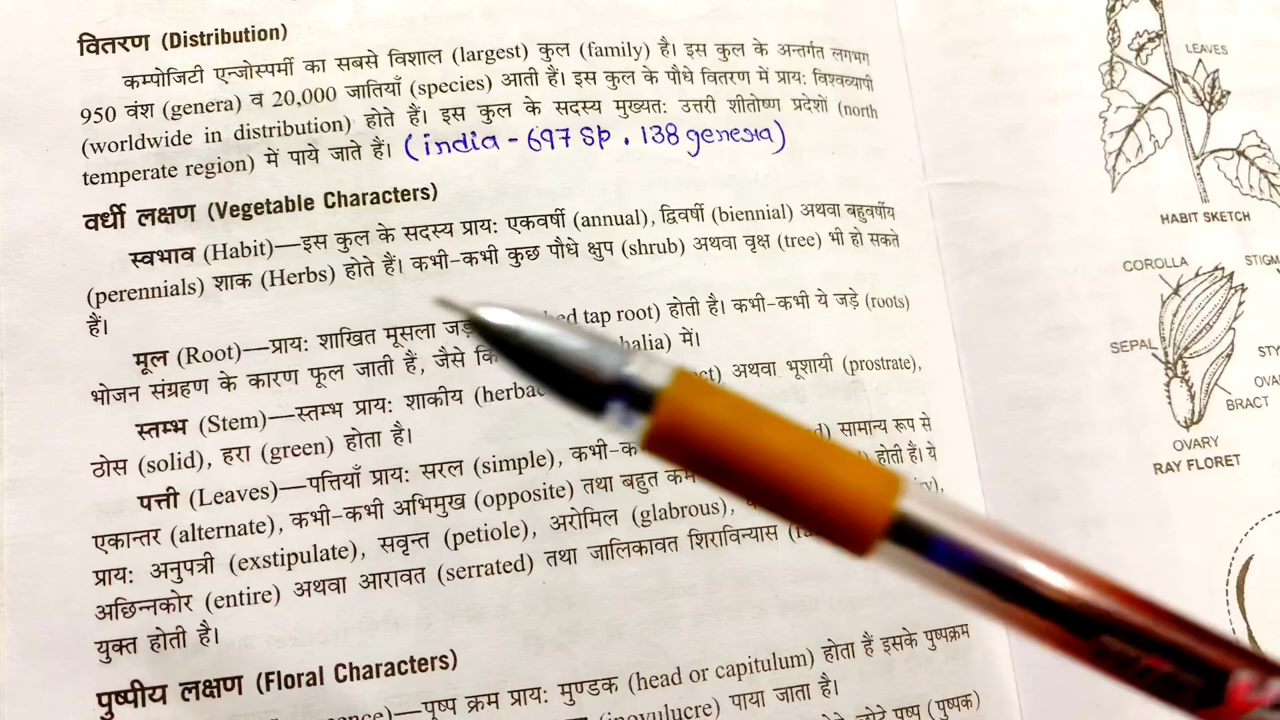 वितरण (Distribution)
कम्पोजिटी एन्जोस्पर्मी का सबसे विशाल (largest) कुल (family) है। इस कुल के अन्तर्गत लगभग
950 वंश (genera) व 20,000 जातियाँ (species) आती हैं। इस कुल के पौधे वितरण में प्राय: विश्वव्यापी
(worldwide in distribution) होते हैं। इस कुल के सदस्य मुख्यत: उत्तरी शीतोष्ण प्रदेशों (north
temperate region) में पाये जाते हैं। (india - 697 sp. 138 genera)
वर्धी लक्षण (Vegetable Characters)
स्वभाव (Habit)—इस कुल के सदस्य प्राय: एकवर्षी (annual), द्विवर्षी (biennial) अथवा बहुवर्षीय
(perennials) शाक (Herbs) होते हैं। कभी-कभी कुछ पौधे क्षुप (shrub) अथवा वृक्ष (tree) भी हो सकते
हैं।
मूल (Root)—प्राय: शाखित मूसला जड़ tap root) होती है। कभी-कभी ये जड़े (roots)
भोजन संग्रहण के कारण फूल जाती हैं, जैसे कि में।
स्तम्भ (Stem)—स्तम्भ प्राय: शाकीय अथवा भूशायी (prostrate),
ठोस (solid), हरा (green) होता है।
पत्ती (Leaves)—पत्तियाँ प्राय: सरल (simple), सामान्य रूप से
एकान्तर (alternate), कभी-कभी अभिमुख (opposite) तथा बहुत कम होती हैं। ये
प्राय: अनुपत्री (exstipulate), सवृन्त (petiole), अरोमिल (glabrous),
अछिन्नकोर (entire) अथवा आरावत (serrated) तथा जालिकावत शिराविन्यास
युक्त होती है।
पुष्पीय लक्षण (Floral Characters)
पुष्प क्रम प्राय: मुण्डक (head or capitulum) होता हैं इसके पुष्पक्रम
(involucre) पाया जाता है।
पुष्प (पुष्पक)
LEAVES
HABIT SKETCH
COROLLA
SEPAL
BRACT
OVARY
RAY FLORET